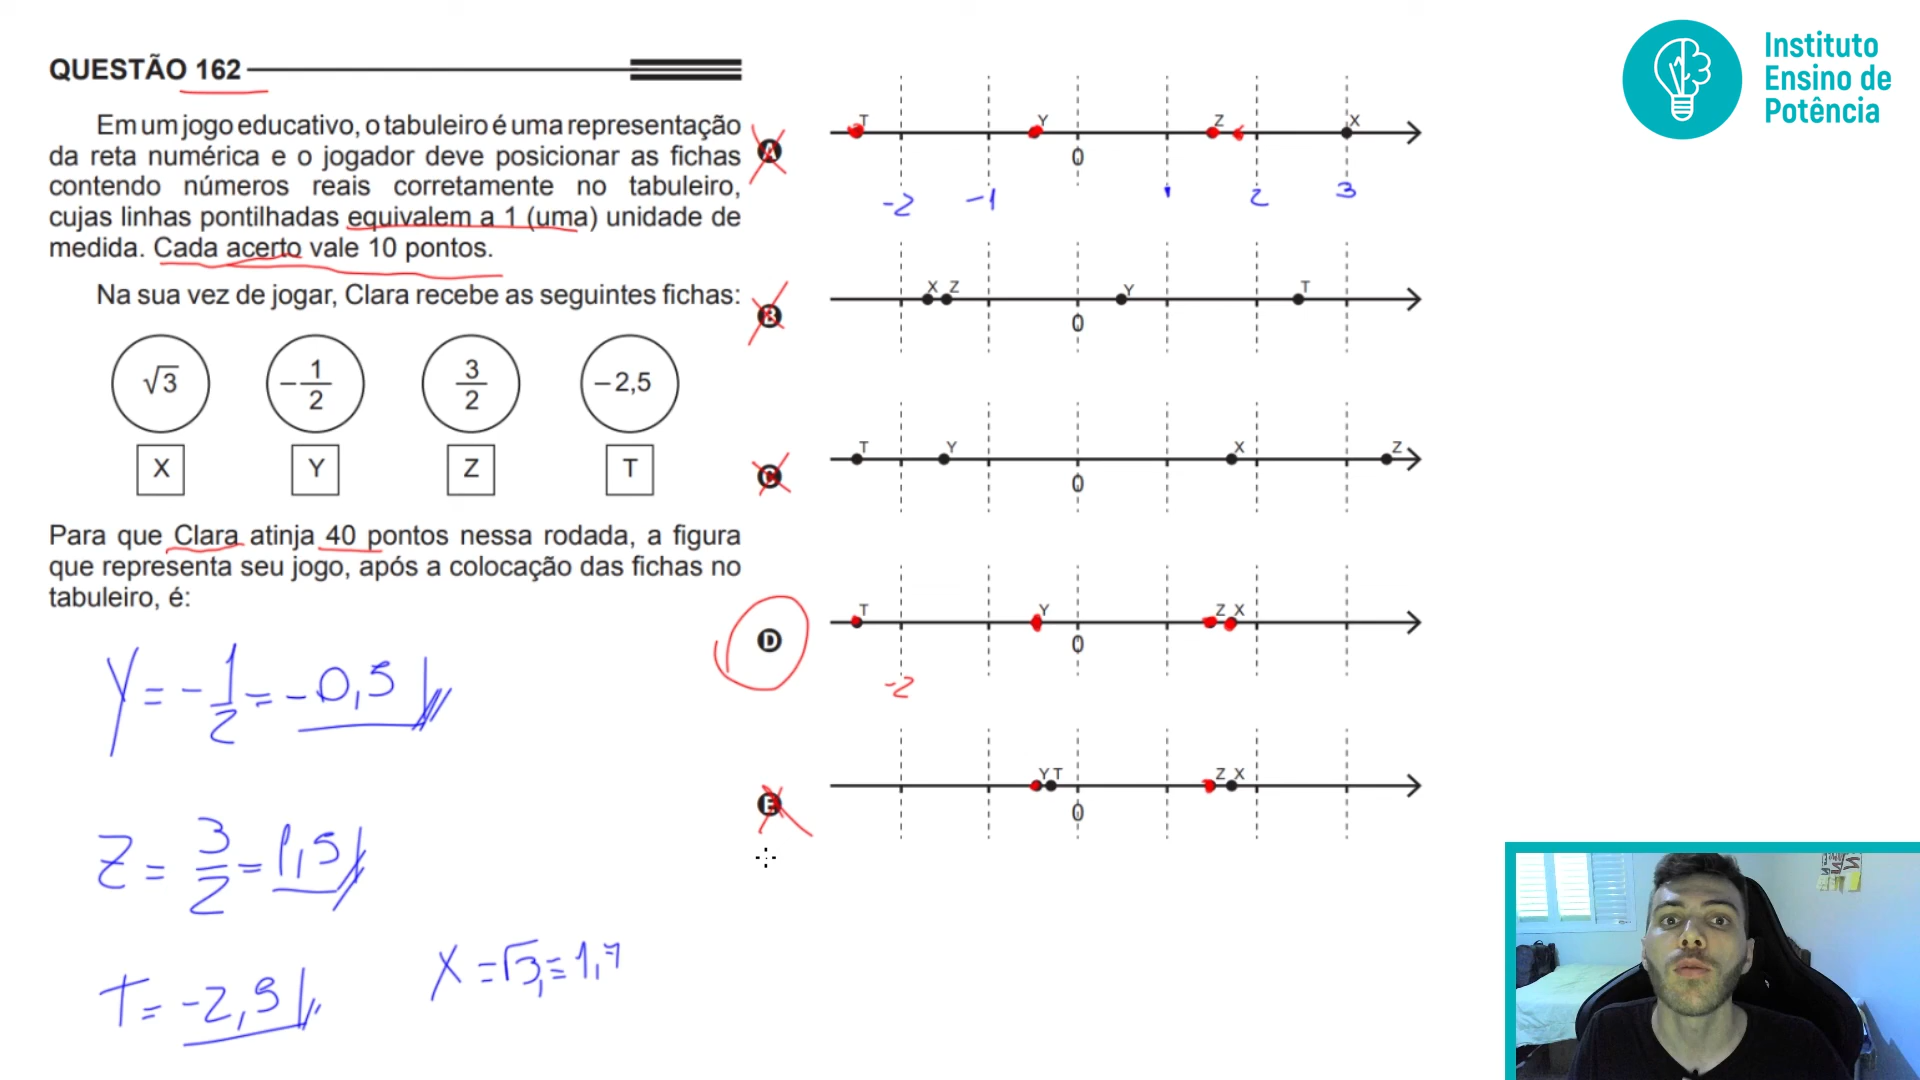 QUESTÃO 162
Em um jogo educativo, o tabuleiro é uma representação
da reta numérica e o jogador deve posicionar as fichas
contendo números reais corretamente no tabuleiro,
cujas linhas pontilhadas equivalem a 1 (uma) unidade de
medida. Cada acerto vale 10 pontos.
Na sua vez de jogar, Clara recebe as seguintes fichas:
√3 -1/2 3/2 -2,5
X Y Z T
Para que Clara atinja 40 pontos nessa rodada, a figura
que representa seu jogo, após a colocação das fichas no
tabuleiro, é:
Y = -1/2 = -0,5
Z = 3/2 = 1,5
T = -2,5
X = √3 = 1,7
A T Y Z X
0
-2 -1 1 2 3
B X Z Y T
0
C T Y X Z
0
D T Y Z X
0
-2
E Y T Z X
0
Instituto
Ensino de
Potência